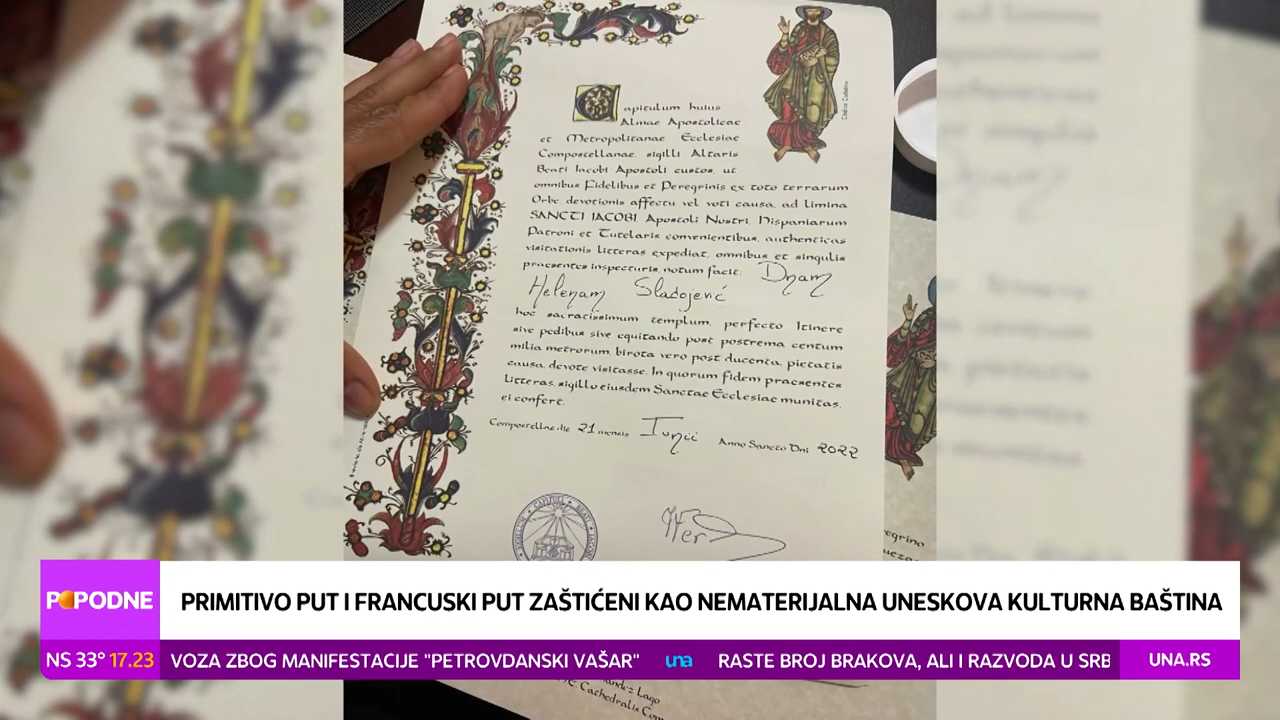 Capitulum huius
Almae Apostolicae
et Metropolitanae Ecclesiae
Compostellanae, sigilli Altaris
Beati Iacobi Apostoli custos, ut
omnibus Fidelibus et Peregrinis ex toto terrarum
Orbe, devotionis affectu vel voti causa, ad limina
SANCTI IACOBI, Apostoli Nostri, Hispaniarum
Patroni et Tutelaris convenientibus, authenticas
visitationis litteras expediat, omnibus et singulis
praesentes inspecturis, notum facit: Dnam
Helenam Sladojević
hoc sacratissimum templum, perfecto Itinere
sive pedibus sive equitando post postrema centum
milia metrorum, birota vero post ducenta, pietatis
causa, devote visitasse. In quorum fidem praesentes
litteras, sigillo eiusdem Sanctae Ecclesiae munitas,
ei confert.
Compostellae die 21 mensis Iunii Anno Sancto Dni 2022
POPODNE
PRIMITIVO PUT I FRANCUSKI PUT ZAŠTIĆENI KAO NEMATERIJALNA UNESKOVA KULTURNA BAŠTINA
NS 33° 17.23 VOZA ZBOG MANIFESTACIJE "PETROVDANSKI VAŠAR" una RASTE BROJ BRAKOVA, ALI I RAZVODA U SRB UNA.RS
Lago
Cathedralis